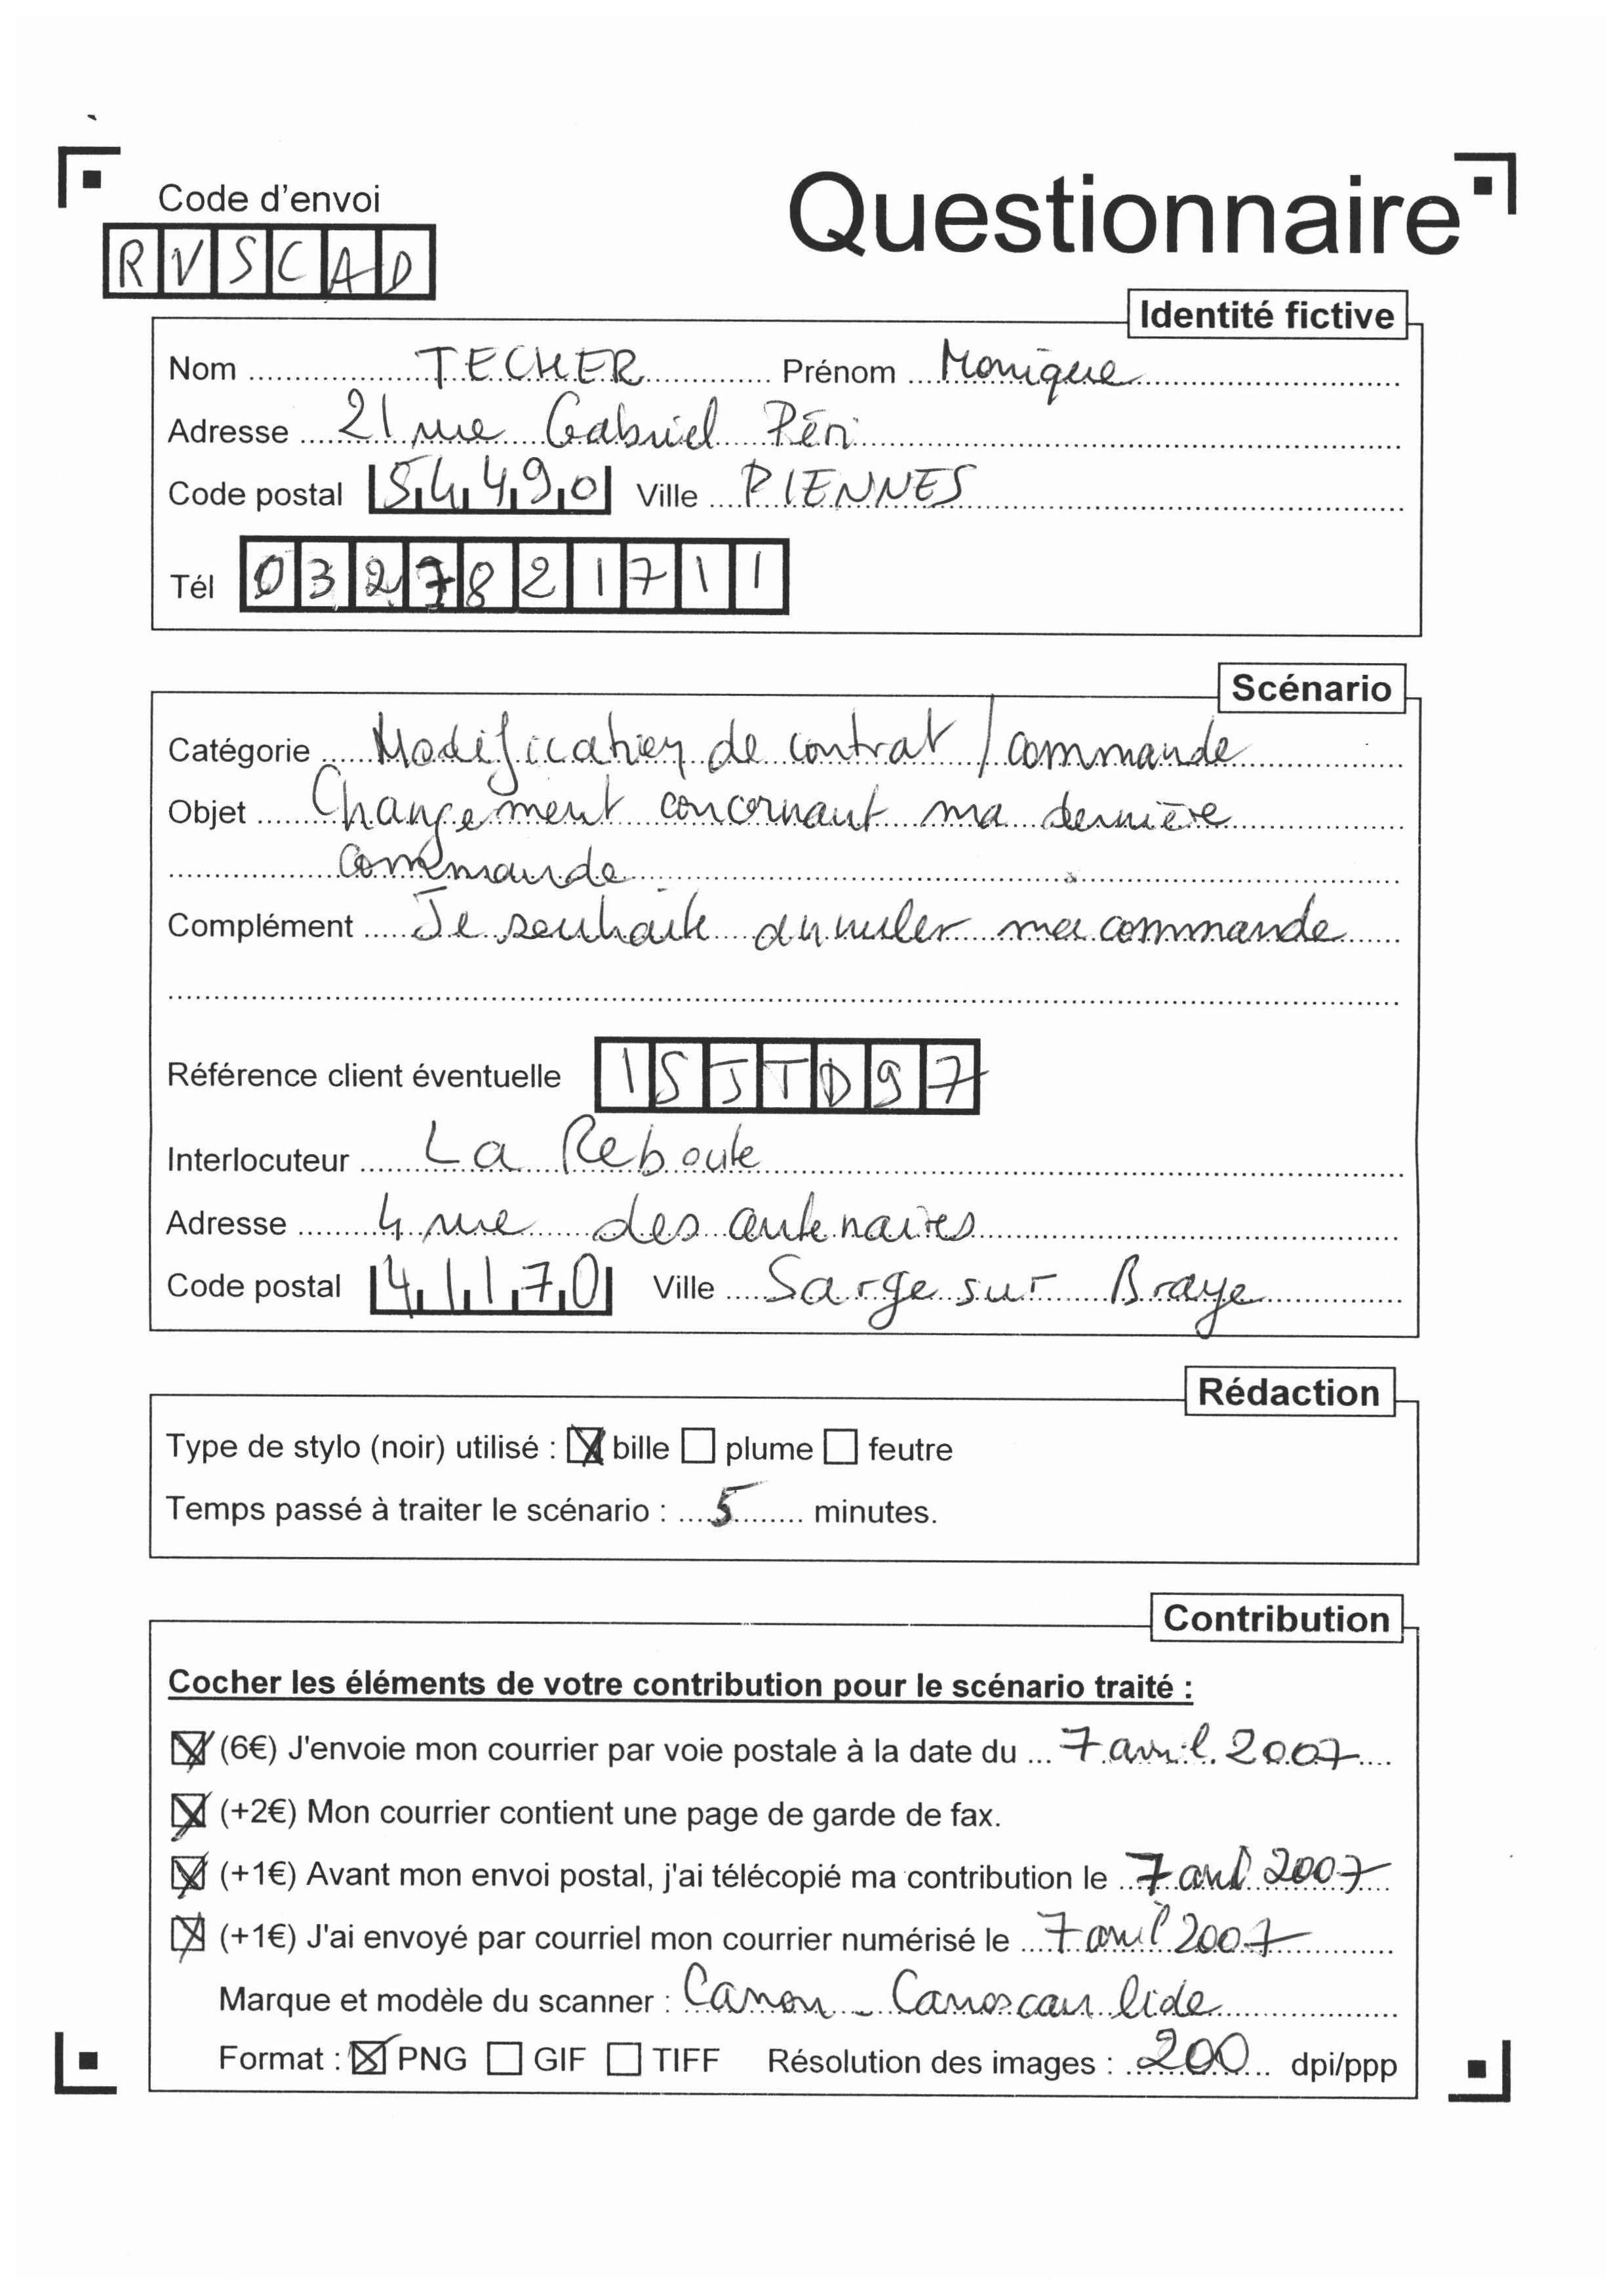 Code d'envoi
Questionnaire
RVSCAD
Identité fictive
Nom TECHER Prénom Monique
Adresse 21 rue Gabriel Péri
Code postal 54490 Ville PIENNES
Tél 0327821711
Scénario
Catégorie Modification de contrat / commande
Objet Changement concernant ma dernière
commande
Complément Je souhaite annuler ma commande
Référence client éventuelle ISJTD97
Interlocuteur La Reboute
Adresse 4 rue des
Code postal 41170 Ville Sarge sur Braye
Rédaction
Type de stylo (noir) utilisé : bille plume feutre
Temps passé à traiter le scénario : 5 minutes.
Contribution
Cocher les éléments de votre contribution pour le scénario traité :
(6€) J'envoie mon courrier par voie postale à la date du 7 avril 2007
(+2€) Mon courrier contient une page de garde de fax.
(+1€) Avant mon envoi postal, j'ai télécopié ma contribution le 7 avril 2007
(+1€) J'ai envoyé par courriel mon courrier numérisé le 7 avril 2007
Marque et modèle du scanner : Canon - Canoscan lide
Format : PNG GIF TIFF Résolution des images : 200 dpi/ppp